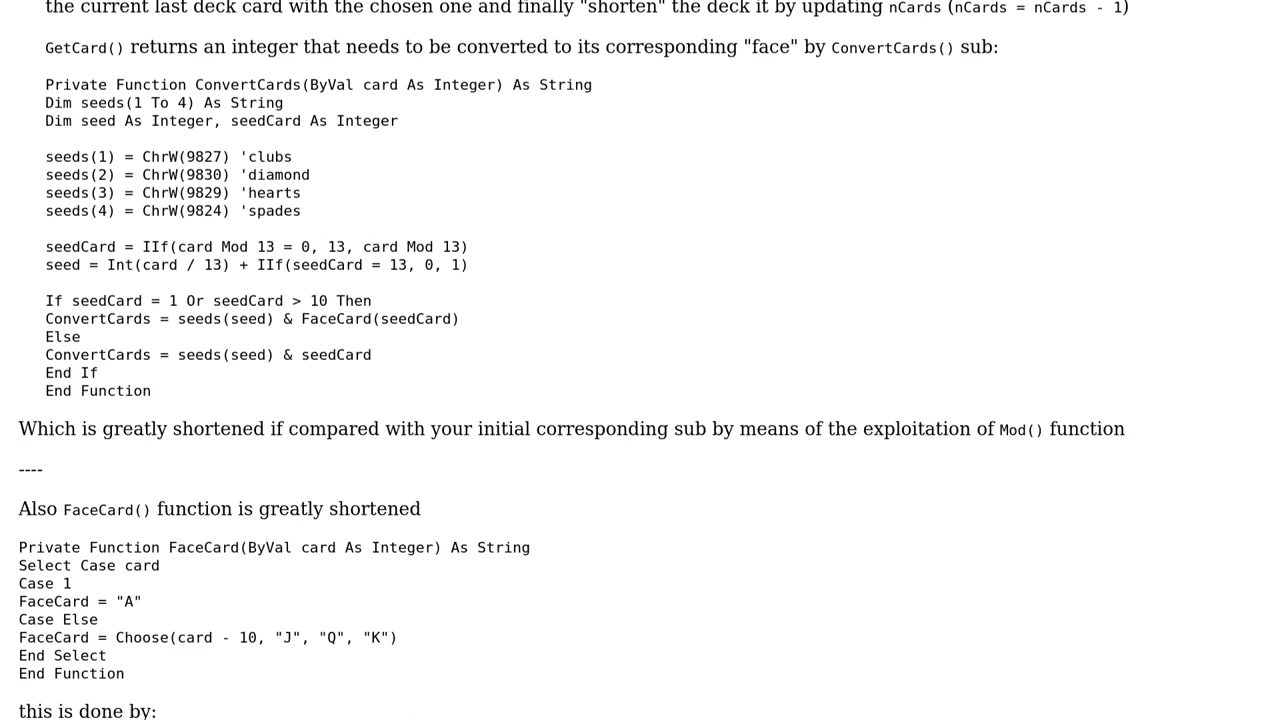 the current last deck card with the chosen one and finally "shorten" the deck it by updating nCards (nCards = nCards - 1)
GetCard() returns an integer that needs to be converted to its corresponding "face" by ConvertCards() sub:
Private Function ConvertCards(ByVal card As Integer) As String
Dim seeds(1 To 4) As String
Dim seed As Integer, seedCard As Integer
seeds(1) = ChrW(9827) 'clubs
seeds(2) = ChrW(9830) 'diamond
seeds(3) = ChrW(9829) 'hearts
seeds(4) = ChrW(9824) 'spades
seedCard = IIf(card Mod 13 = 0, 13, card Mod 13)
seed = Int(card / 13) + IIf(seedCard = 13, 0, 1)
If seedCard = 1 Or seedCard > 10 Then
ConvertCards = seeds(seed) & FaceCard(seedCard)
Else
ConvertCards = seeds(seed) & seedCard
End If
End Function
Which is greatly shortened if compared with your initial corresponding sub by means of the exploitation of Mod() function
----
Also FaceCard() function is greatly shortened
Private Function FaceCard(ByVal card As Integer) As String
Select Case card
Case 1
FaceCard = "A"
Case Else
FaceCard = Choose(card - 10, "J", "Q", "K")
End Select
End Function
this is done by: